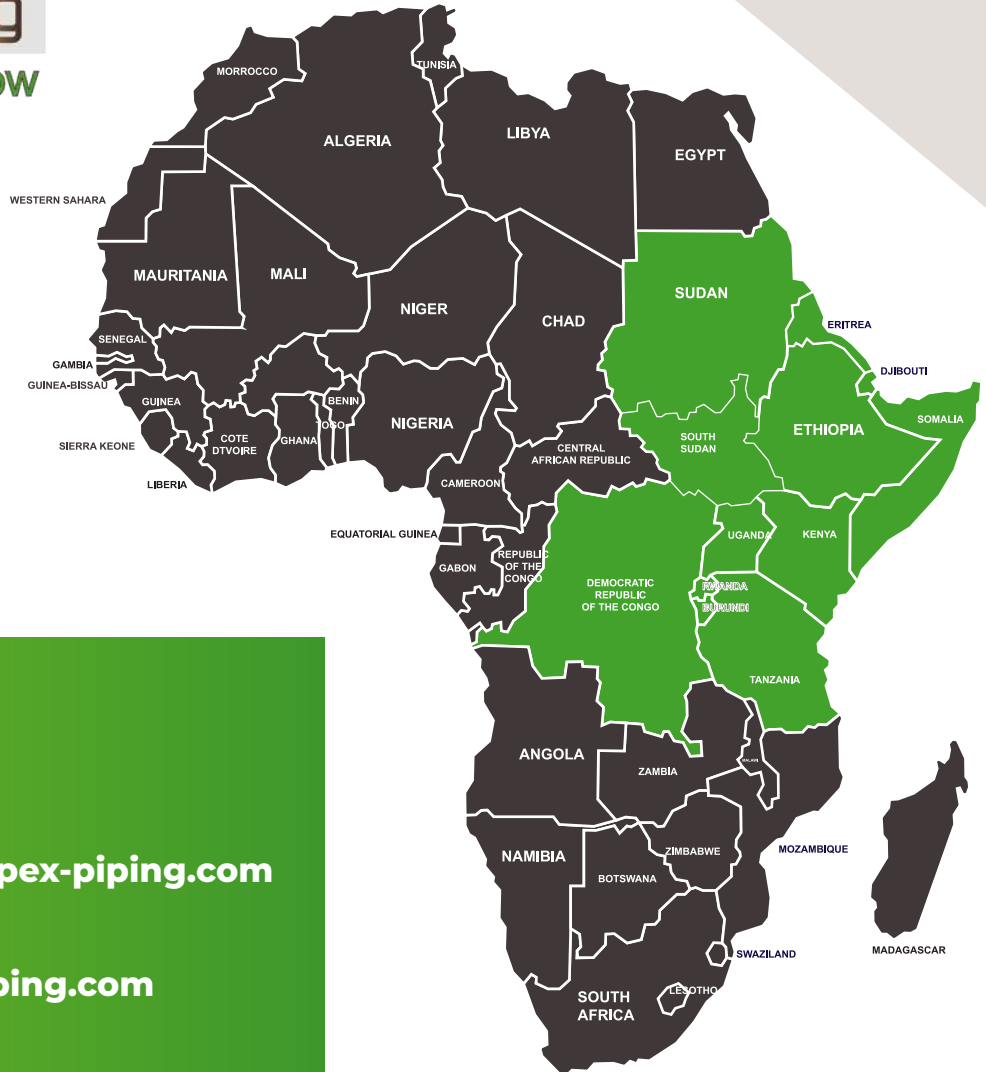 g
OW
MORROCCO
TUNISIA
ALGERIA
LIBYA
EGYPT
WESTERN SAHARA
MAURITANIA
MALI
NIGER
CHAD
SUDAN
ERITREA
SENEGAL
GAMBIA
DJIBOUTI
GUINEA-BISSAU
GUINEA
BENIN
TOGO
NIGERIA
SOMALIA
SIERRA KEONE
COTE
DTVOIRE
GHANA
SOUTH
SUDAN
ETHIOPIA
CENTRAL
AFRICAN REPUBLIC
LIBERIA
CAMEROON
EQUATORIAL GUINEA
UGANDA
KENYA
GABON
REPUBLIC
OF THE
CONGO
DEMOCRATIC
REPUBLIC
OF THE CONGO
RWANDA
BURUNDI
TANZANIA
ANGOLA
ZAMBIA
MALAWI
NAMIBIA
ZIMBABWE
MOZAMBIQUE
BOTSWANA
pex-piping.com
SWAZILAND
MADAGASCAR
ping.com
SOUTH
AFRICA
LESOTHO